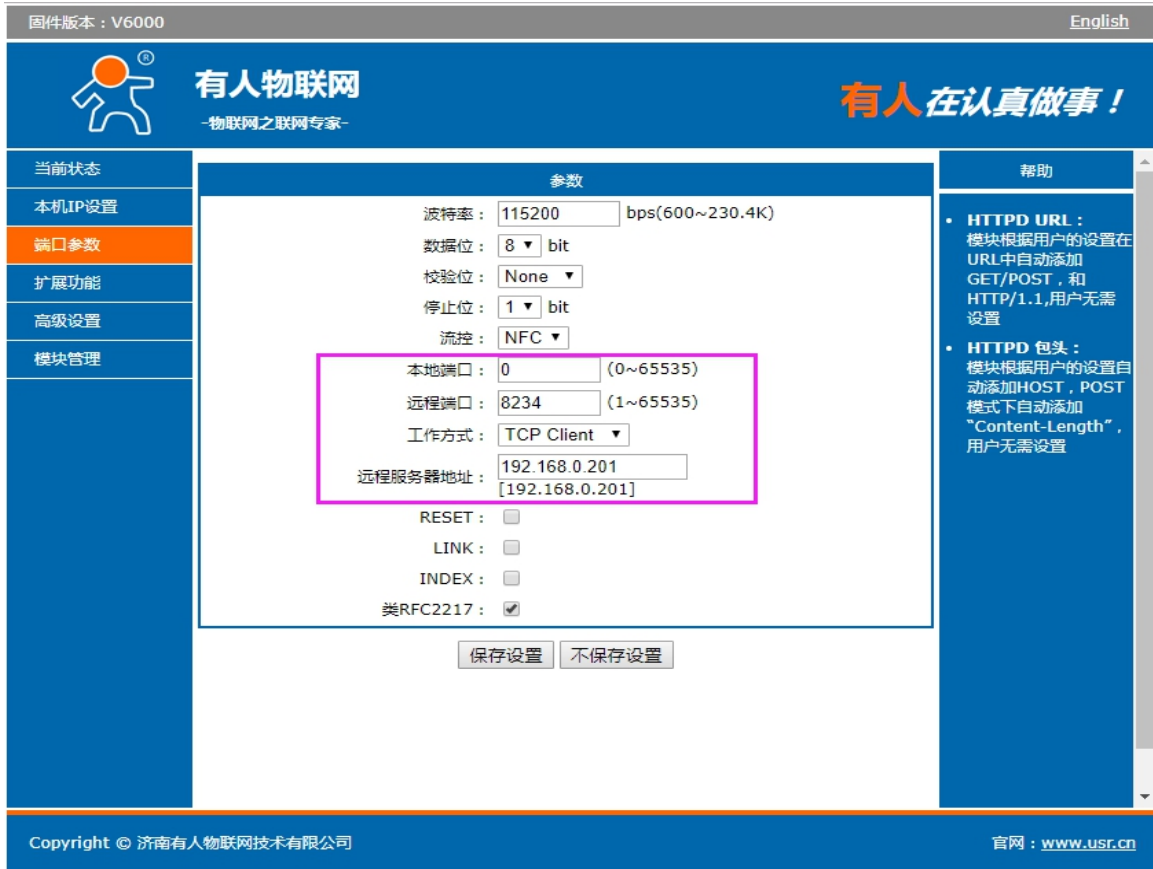 固件版本：V6000
English
®
有人物联网
-物联网之联网专家-
有人在认真做事！
当前状态
本机IP设置
端口参数
扩展功能
高级设置
模块管理
参数
波特率： 115200 bps(600~230.4K)
数据位： 8 bit
校验位： None
停止位： 1 bit
流控： NFC
本地端口： 0 (0~65535)
远程端口： 8234 (1~65535)
工作方式： TCP Client
远程服务器地址： 192.168.0.201
[192.168.0.201]
RESET：
LINK：
INDEX：
类RFC2217：
保存设置 不保存设置
帮助
• HTTPD URL：
模块根据用户的设置在
URL中自动添加
GET/POST，和
HTTP/1.1,用户无需
设置
• HTTPD 包头：
模块根据用户的设置自
动添加HOST，POST
模式下自动添加
“Content-Length”，
用户无需设置
Copyright © 济南有人物联网技术有限公司
官网：www.usr.cn